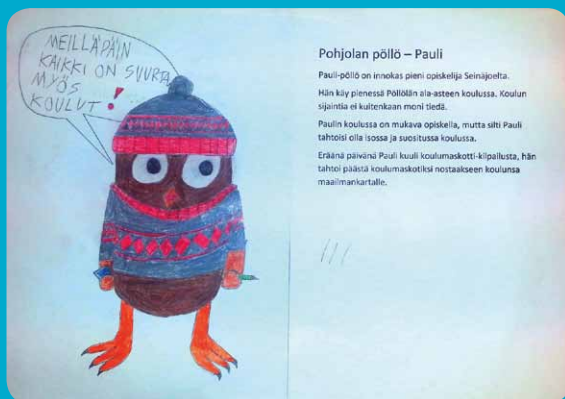 MEILLÄPÄIN
KAIKKI ON SUURTA
MYÖS
KOULUT!
Pohjolan pöllö – Pauli
Pauli-pöllö on innokas pieni opiskelija Seinäjoelta.
Hän käy pienessä Pöllölän ala-asteen koulussa. Koulun
sijaintia ei kuitenkaan moni tiedä.
Paulin koulussa on mukava opiskella, mutta silti Pauli
tahtoisi olla isossa ja suositussa koulussa.
Eräänä päivänä Pauli kuuli koulumaskotti-kilpailusta, hän
tahtoi päästä koulumaskotiksi nostaakseen koulunsa
maailmankartalle.